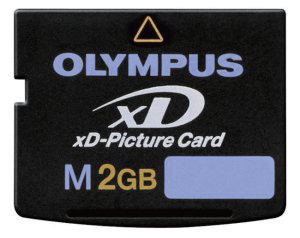 OLYMPUS
xD
xD-Picture Card
M 2GB